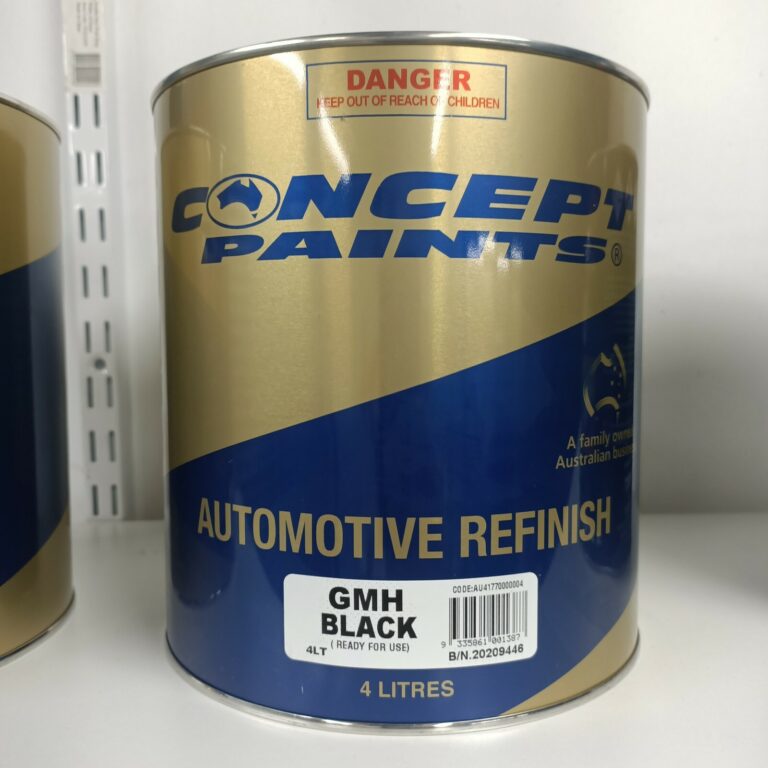 DANGER
KEEP OUT OF REACH OF CHILDREN
CONCEPT
PAINTS®
A family owned
Australian business
AUTOMOTIVE REFINISH
GMH
BLACK
( READY FOR USE)
4LT
CODE:AU41770000004
9 335861 001387
B/N.20209446
4 LITRES